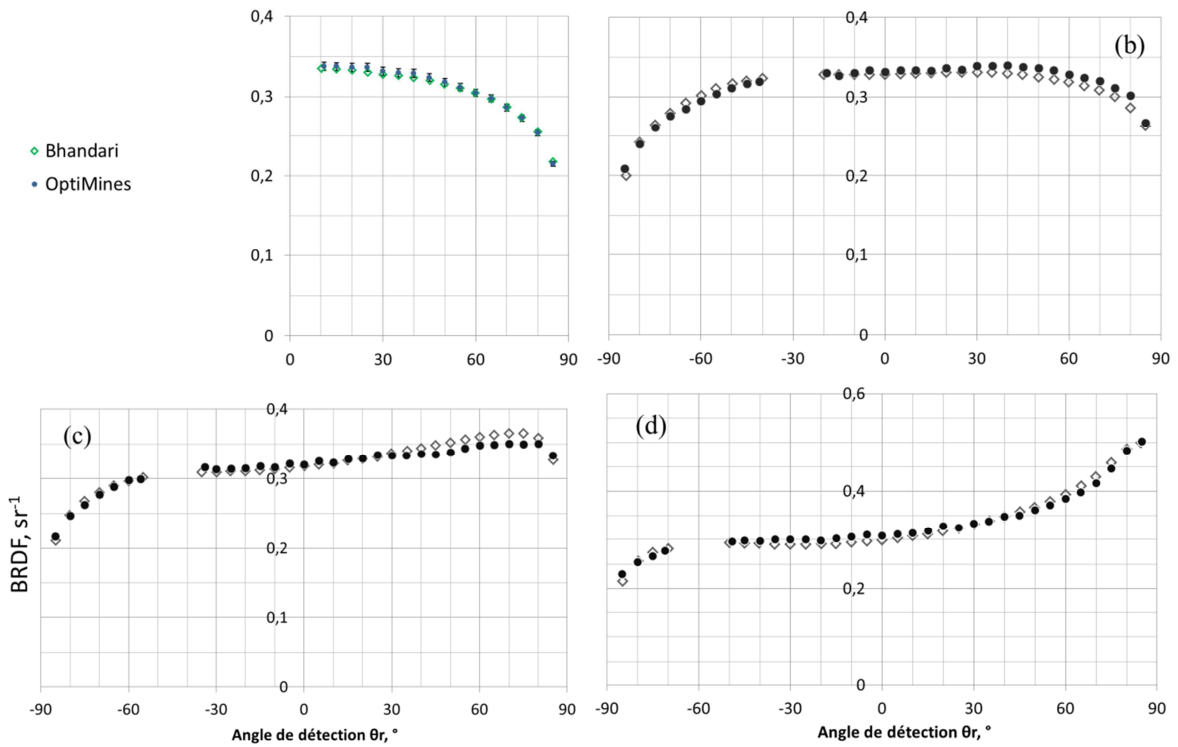 0,4
0,3
0,2
0,1
0
0 30 60 90
Bhandari
OptiMines
(b)
0,4
0,3
0,2
0,1
0
-90 -60 -30 0 30 60 90
(c)
0,4
0,3
0,2
0,1
0
-90 -60 -30 0 30 60 90
BRDF, sr-1
Angle de détection θr, °
(d)
0,6
0,4
0,2
0
-90 -60 -30 0 30 60 90
Angle de détection θr, °